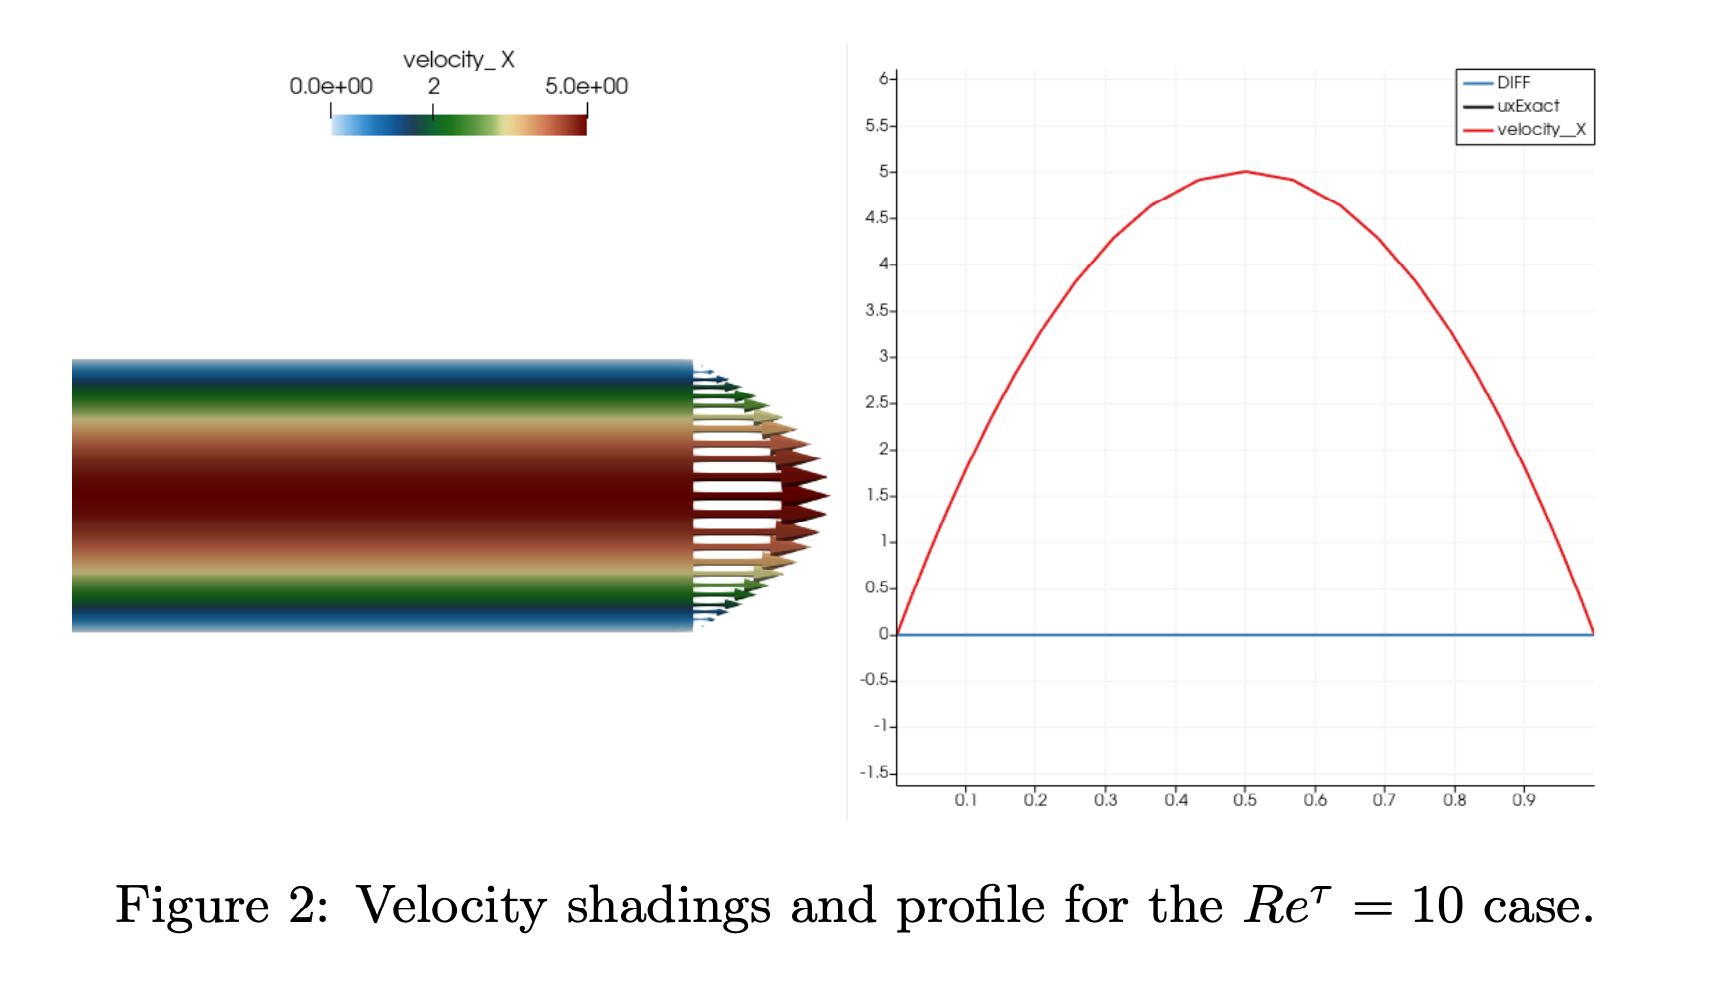 velocity_ X
0.0e+00 2 5.0e+00
6
5.5
5
4.5
4
3.5
3
2.5
2
1.5
1
0.5
0
-0.5
-1
-1.5
0.1 0.2 0.3 0.4 0.5 0.6 0.7 0.8 0.9
DIFF
uxExact
velocity__X
Figure 2: Velocity shadings and profile for the Re^τ = 10 case.